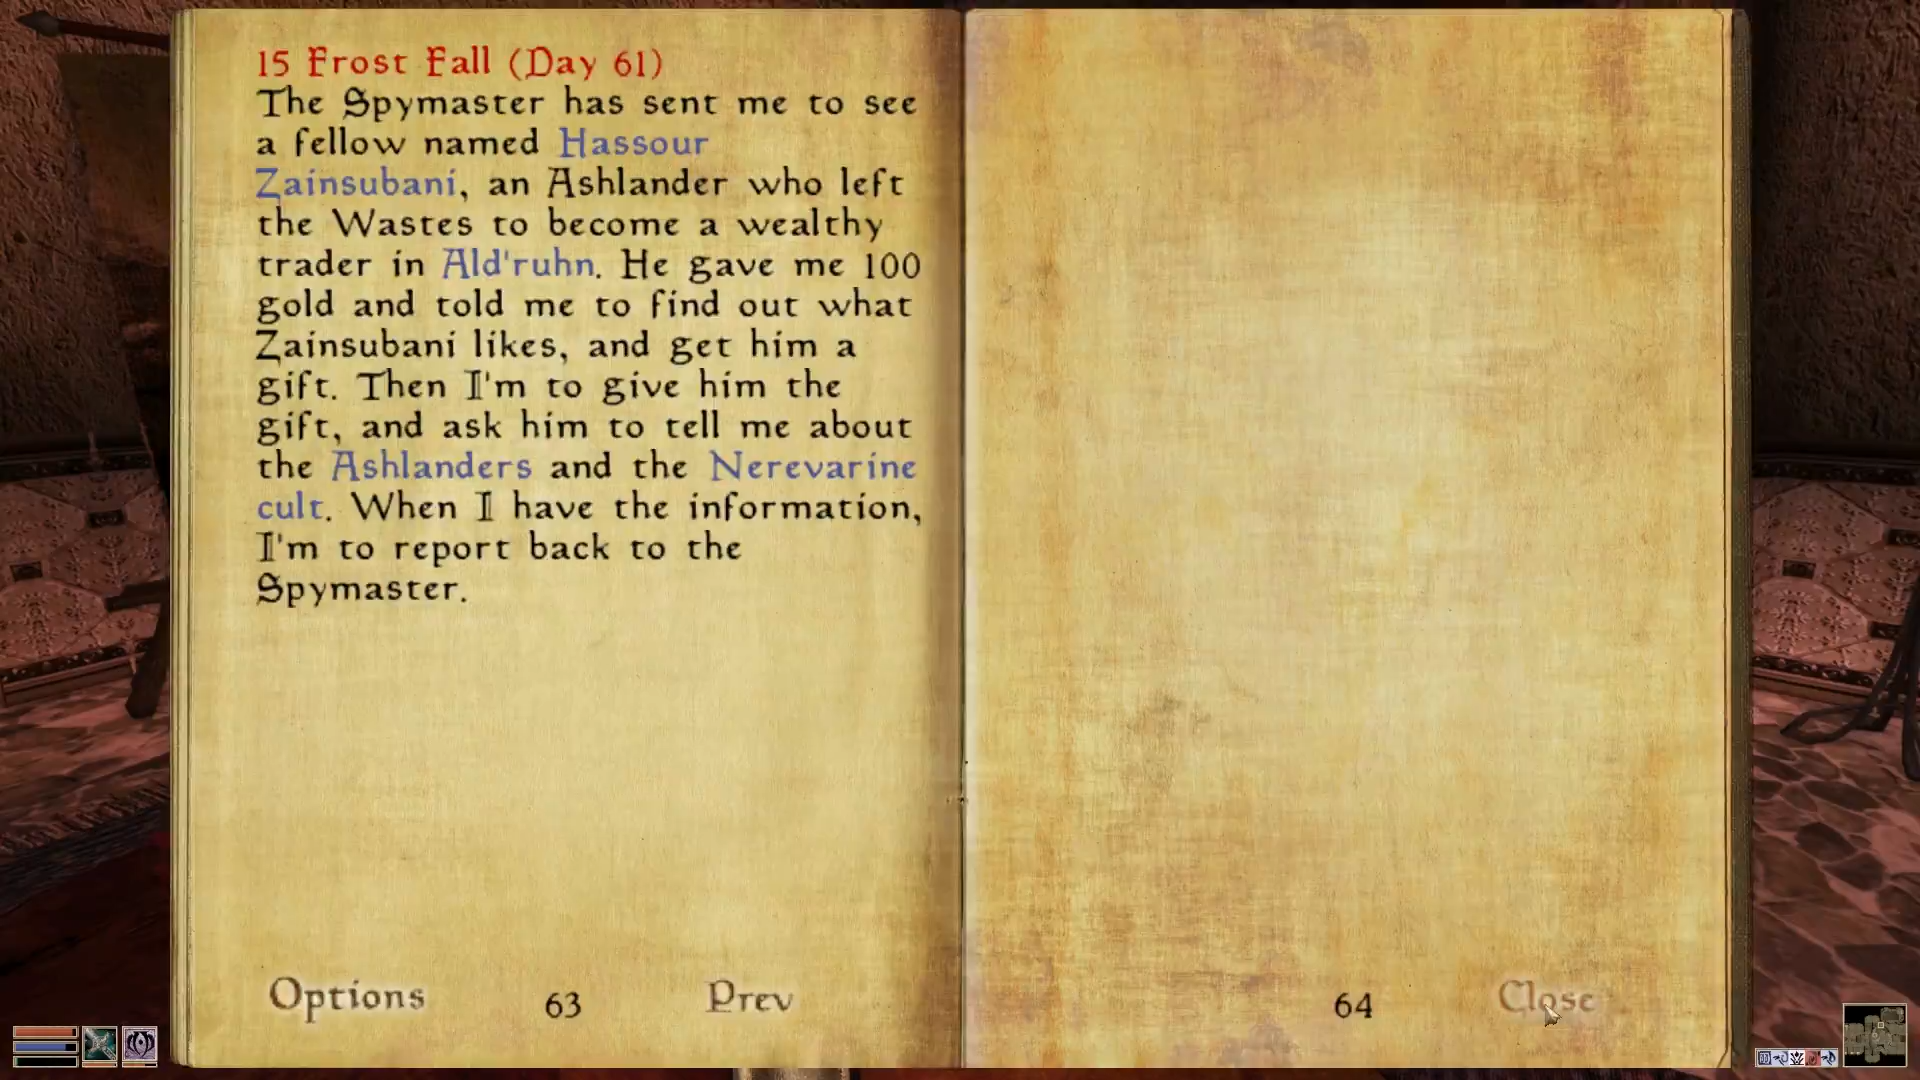 15 Frost Fall (Day 61)
The Spymaster has sent me to see
a fellow named Hassour
Zainsubani, an Ashlander who left
the Wastes to become a wealthy
trader in Ald'ruhn. He gave me 100
gold and told me to find out what
Zainsubani likes, and get him a
gift. Then I'm to give him the
gift, and ask him to tell me about
the Ashlanders and the Nerevarine
cult. When I have the information,
I'm to report back to the
Spymaster.
Options 63 Prev 64 Close